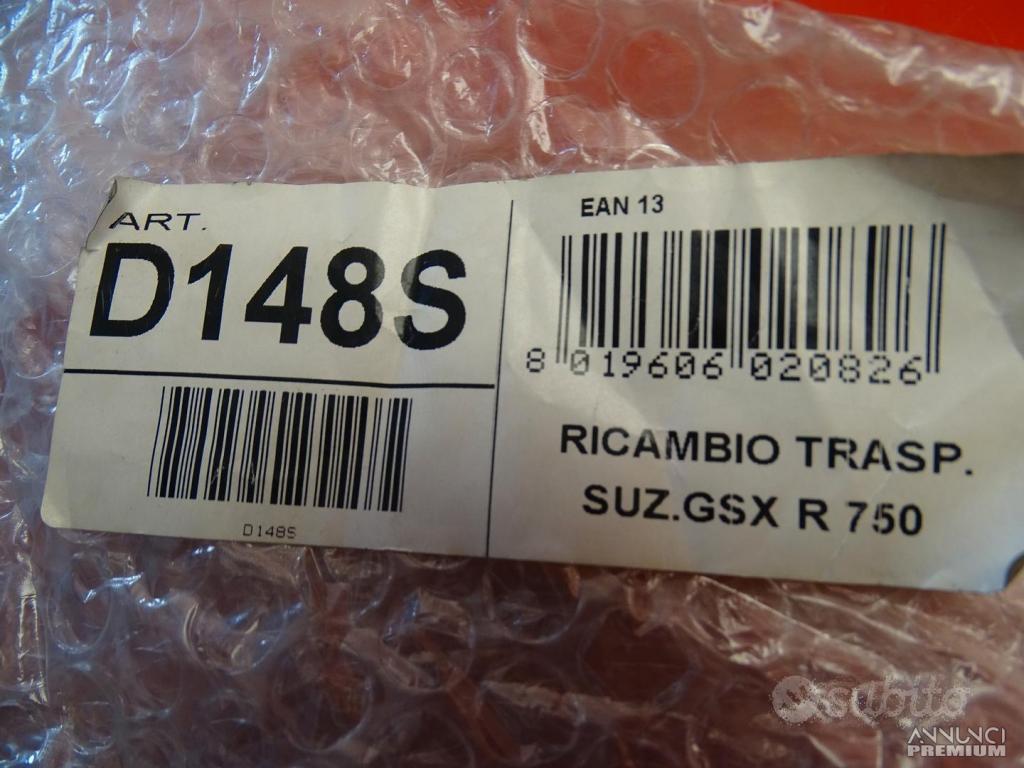 ART.
D148S
D148S
EAN 13
8 019606 020826
RICAMBIO TRASP.
SUZ.GSX R 750
subito
ANNUNCI
PREMIUM